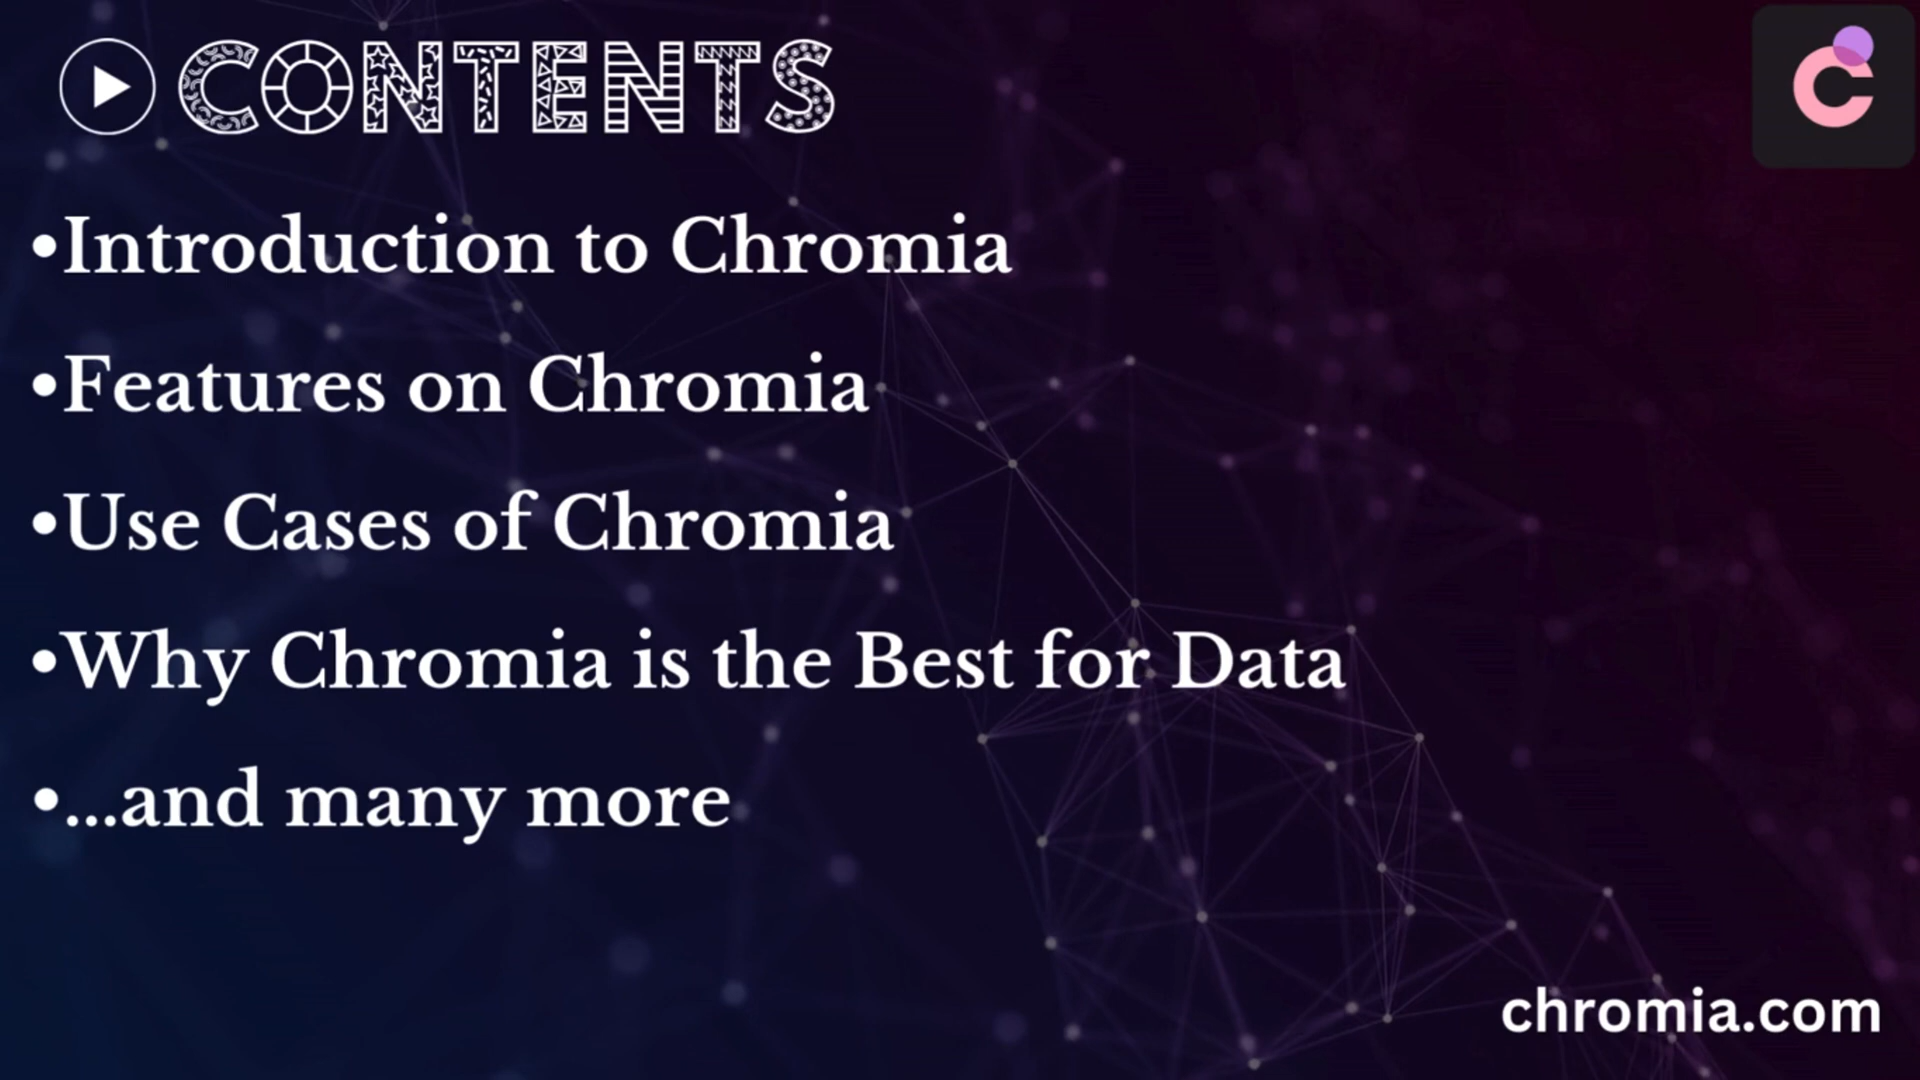 CONTENTS
•Introduction to Chromia
•Features on Chromia
•Use Cases of Chromia
•Why Chromia is the Best for Data
•...and many more
chromia.com